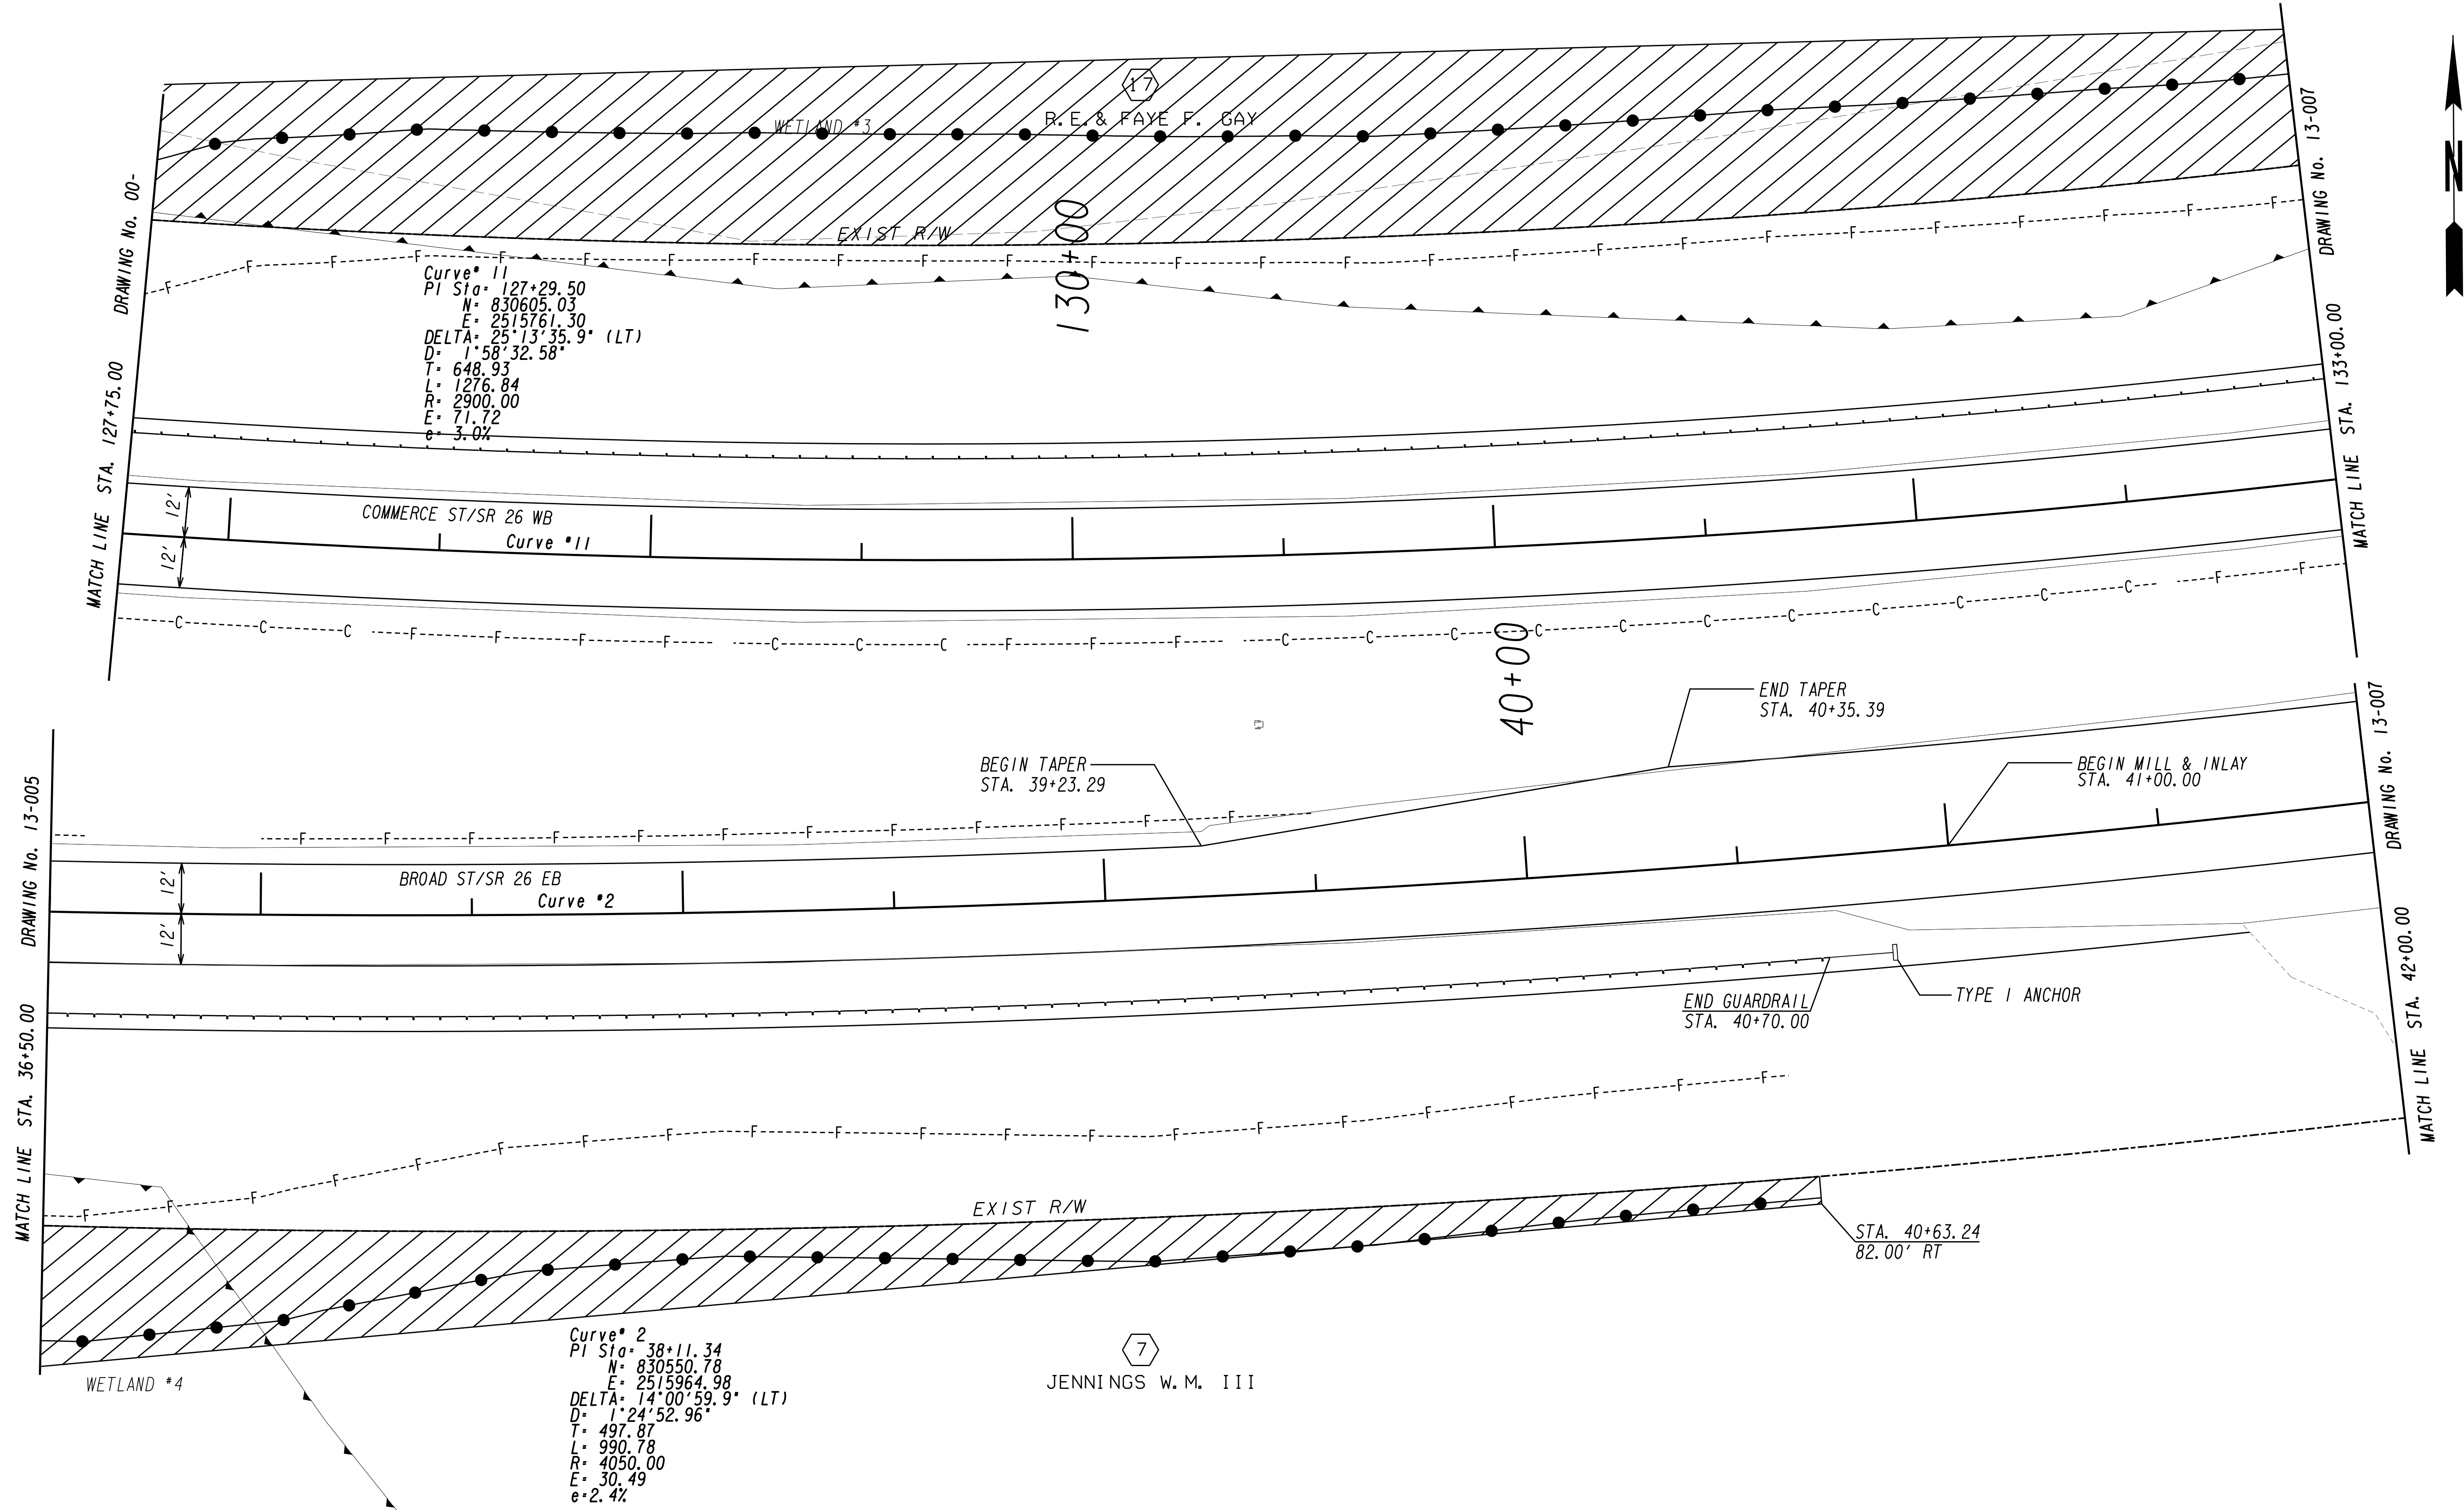 17
R.E.& FAYE F. GAY
WETLAND #3
EXIST R/W
130+00
DRAWING No. 00-
MATCH LINE STA. 127+75.00
DRAWING No. 13-007
MATCH LINE STA. 133+00.00
N
Curve# 11
PI Sta= 127+29.50
N= 830605.03
E= 2515761.30
DELTA= 25°13'35.9" (LT)
D= 1°58'32.58"
T= 648.93
L= 1276.84
R= 2900.00
E= 71.72
e= 3.0%
12'
12'
COMMERCE ST/SR 26 WB
Curve #11
F F F F F F F F F F F F F F F F F F F F F F F F F F
C C C F F F F C C C F F F C C C C C C C C C C C F F
40+00
END TAPER
STA. 40+35.39
BEGIN TAPER
STA. 39+23.29
BEGIN MILL & INLAY
STA. 41+00.00
DRAWING No. 13-005
MATCH LINE STA. 36+50.00
DRAWING No. 13-007
MATCH LINE STA. 42+00.00
F F F F F F F F F F F F
12'
12'
BROAD ST/SR 26 EB
Curve #2
END GUARDRAIL
STA. 40+70.00
TYPE 1 ANCHOR
F F F F F F F F F F F F F F F F F F F F F
EXIST R/W
STA. 40+63.24
82.00' RT
WETLAND #4
Curve# 2
PI Sta= 38+11.34
N= 830550.78
E= 2515964.98
DELTA= 14°00'59.9" (LT)
D= 1°24'52.96"
T= 497.87
L= 990.78
R= 4050.00
E= 30.49
e=2.4%
7
JENNINGS W.M. III